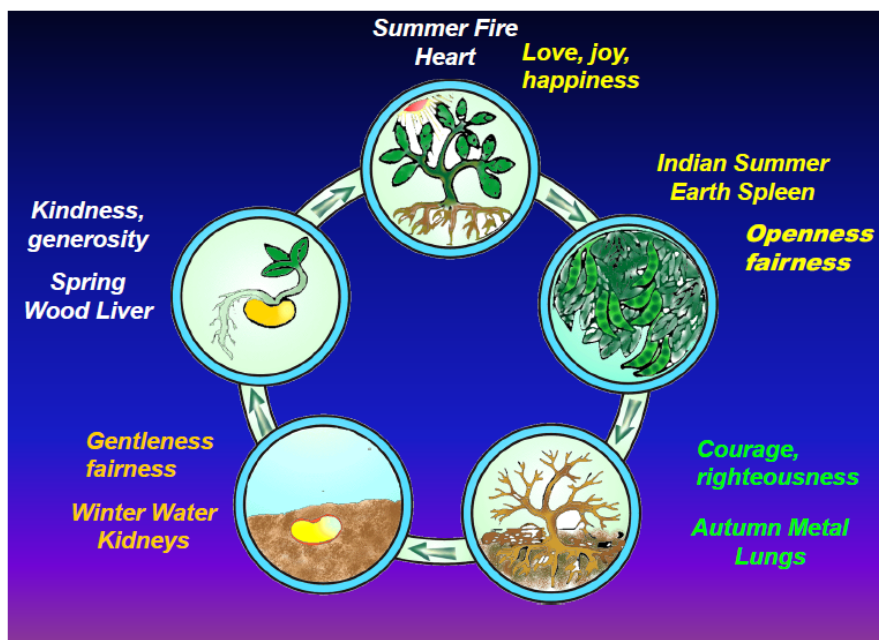 Summer Fire
Heart
Love, joy,
happiness
Indian Summer
Earth Spleen
Openness
fairness
Kindness,
generosity
Spring
Wood Liver
Gentleness
fairness
Winter Water
Kidneys
Courage,
righteousness
Autumn Metal
Lungs